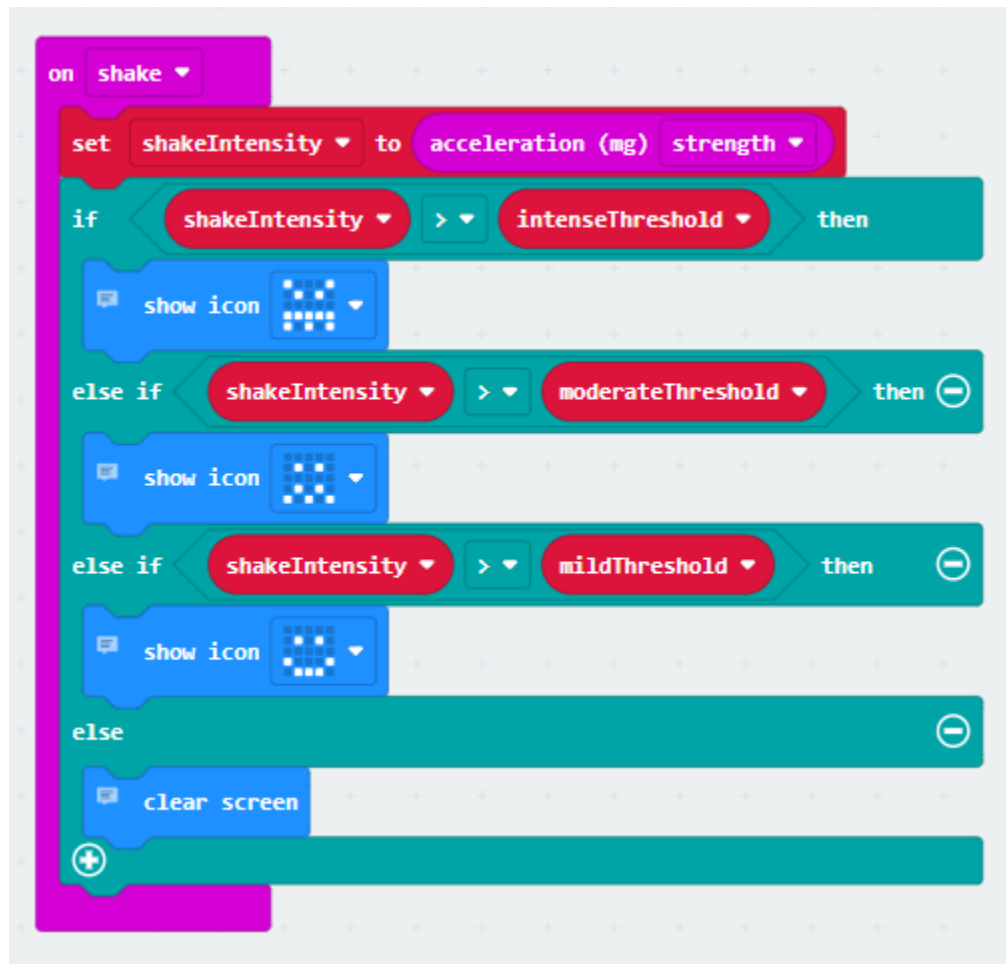 on shake
set shakeIntensity to acceleration (mg) strength
if shakeIntensity > intenseThreshold then
show icon
else if shakeIntensity > moderateThreshold then
show icon
else if shakeIntensity > mildThreshold then
show icon
else
clear screen